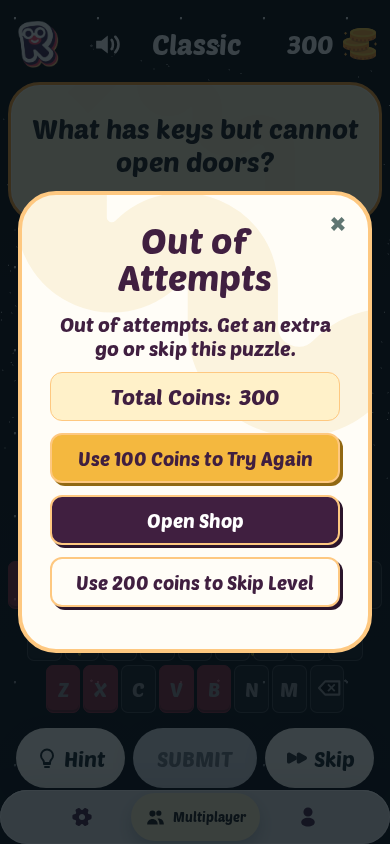 R
Classic
300
What has keys but cannot
open doors?
Out of
Attempts
Out of attempts. Get an extra
go or skip this puzzle.
Total Coins: 300
Use 100 Coins to Try Again
Open Shop
Use 200 coins to Skip Level
Z X C V B N M
Hint
SUBMIT
Skip
Multiplayer